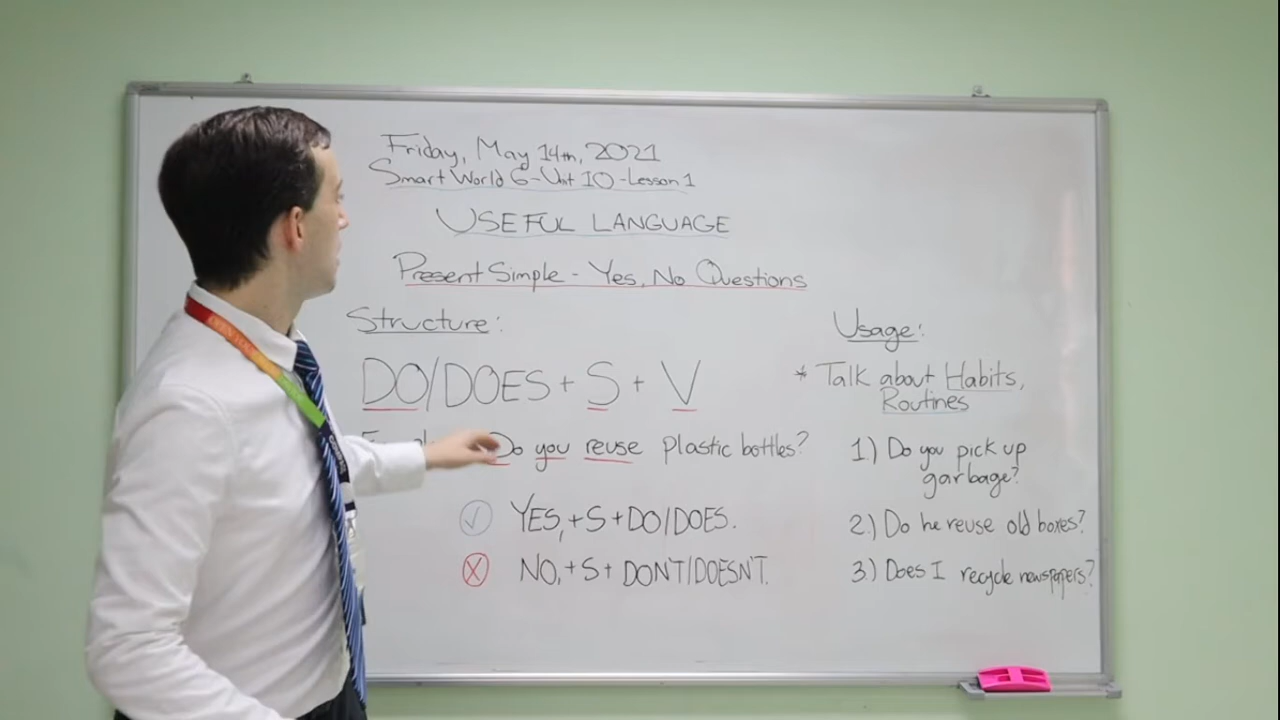 Friday, May 14th, 2021
Smart World 6-Unit 10-Lesson 1
USEFUL LANGUAGE
Present Simple - Yes, No Questions
Structure:
DO/DOES + S + V
Do you reuse plastic bottles?
YES, + S + DO/DOES.
NO, + S + DON'T/DOESN'T.
Usage:
* Talk about Habits,
Routines
1.) Do you pick up
garbage?
2.) Do he reuse old boxes?
3.) Does I recycle newspapers?